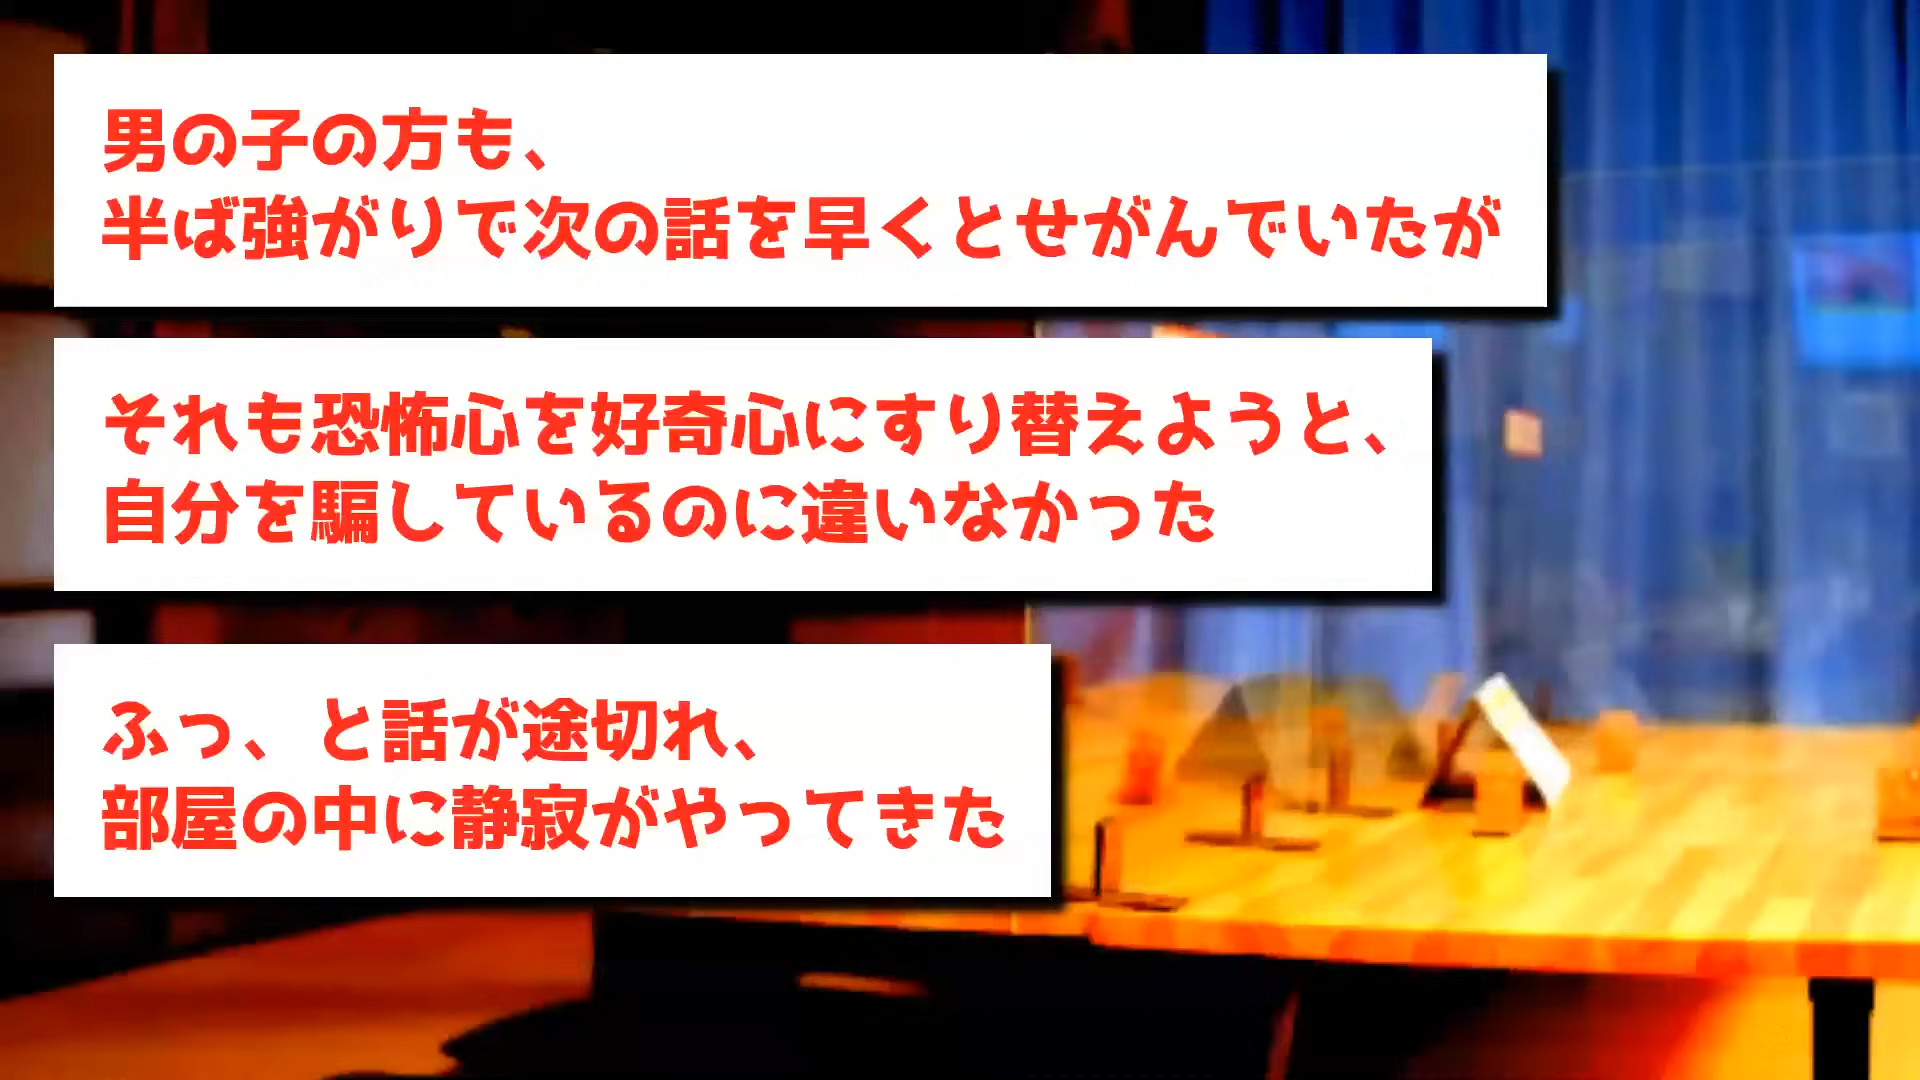 男の子の方も、
半ば強がりで次の話を早くとせがんでいたが
それも恐怖心を好奇心にすり替えようと、
自分を騙しているのに違いなかった
ふっ、と話が途切れ、
部屋の中に静寂がやってきた